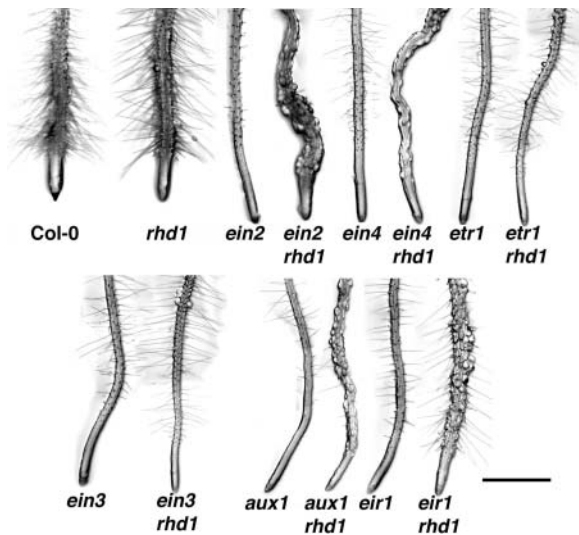 Col-0 rhd1 ein2 ein2 ein4 ein4 etr1 etr1
rhd1 rhd1 rhd1
ein3 ein3 aux1 aux1 eir1 eir1
rhd1 rhd1 rhd1